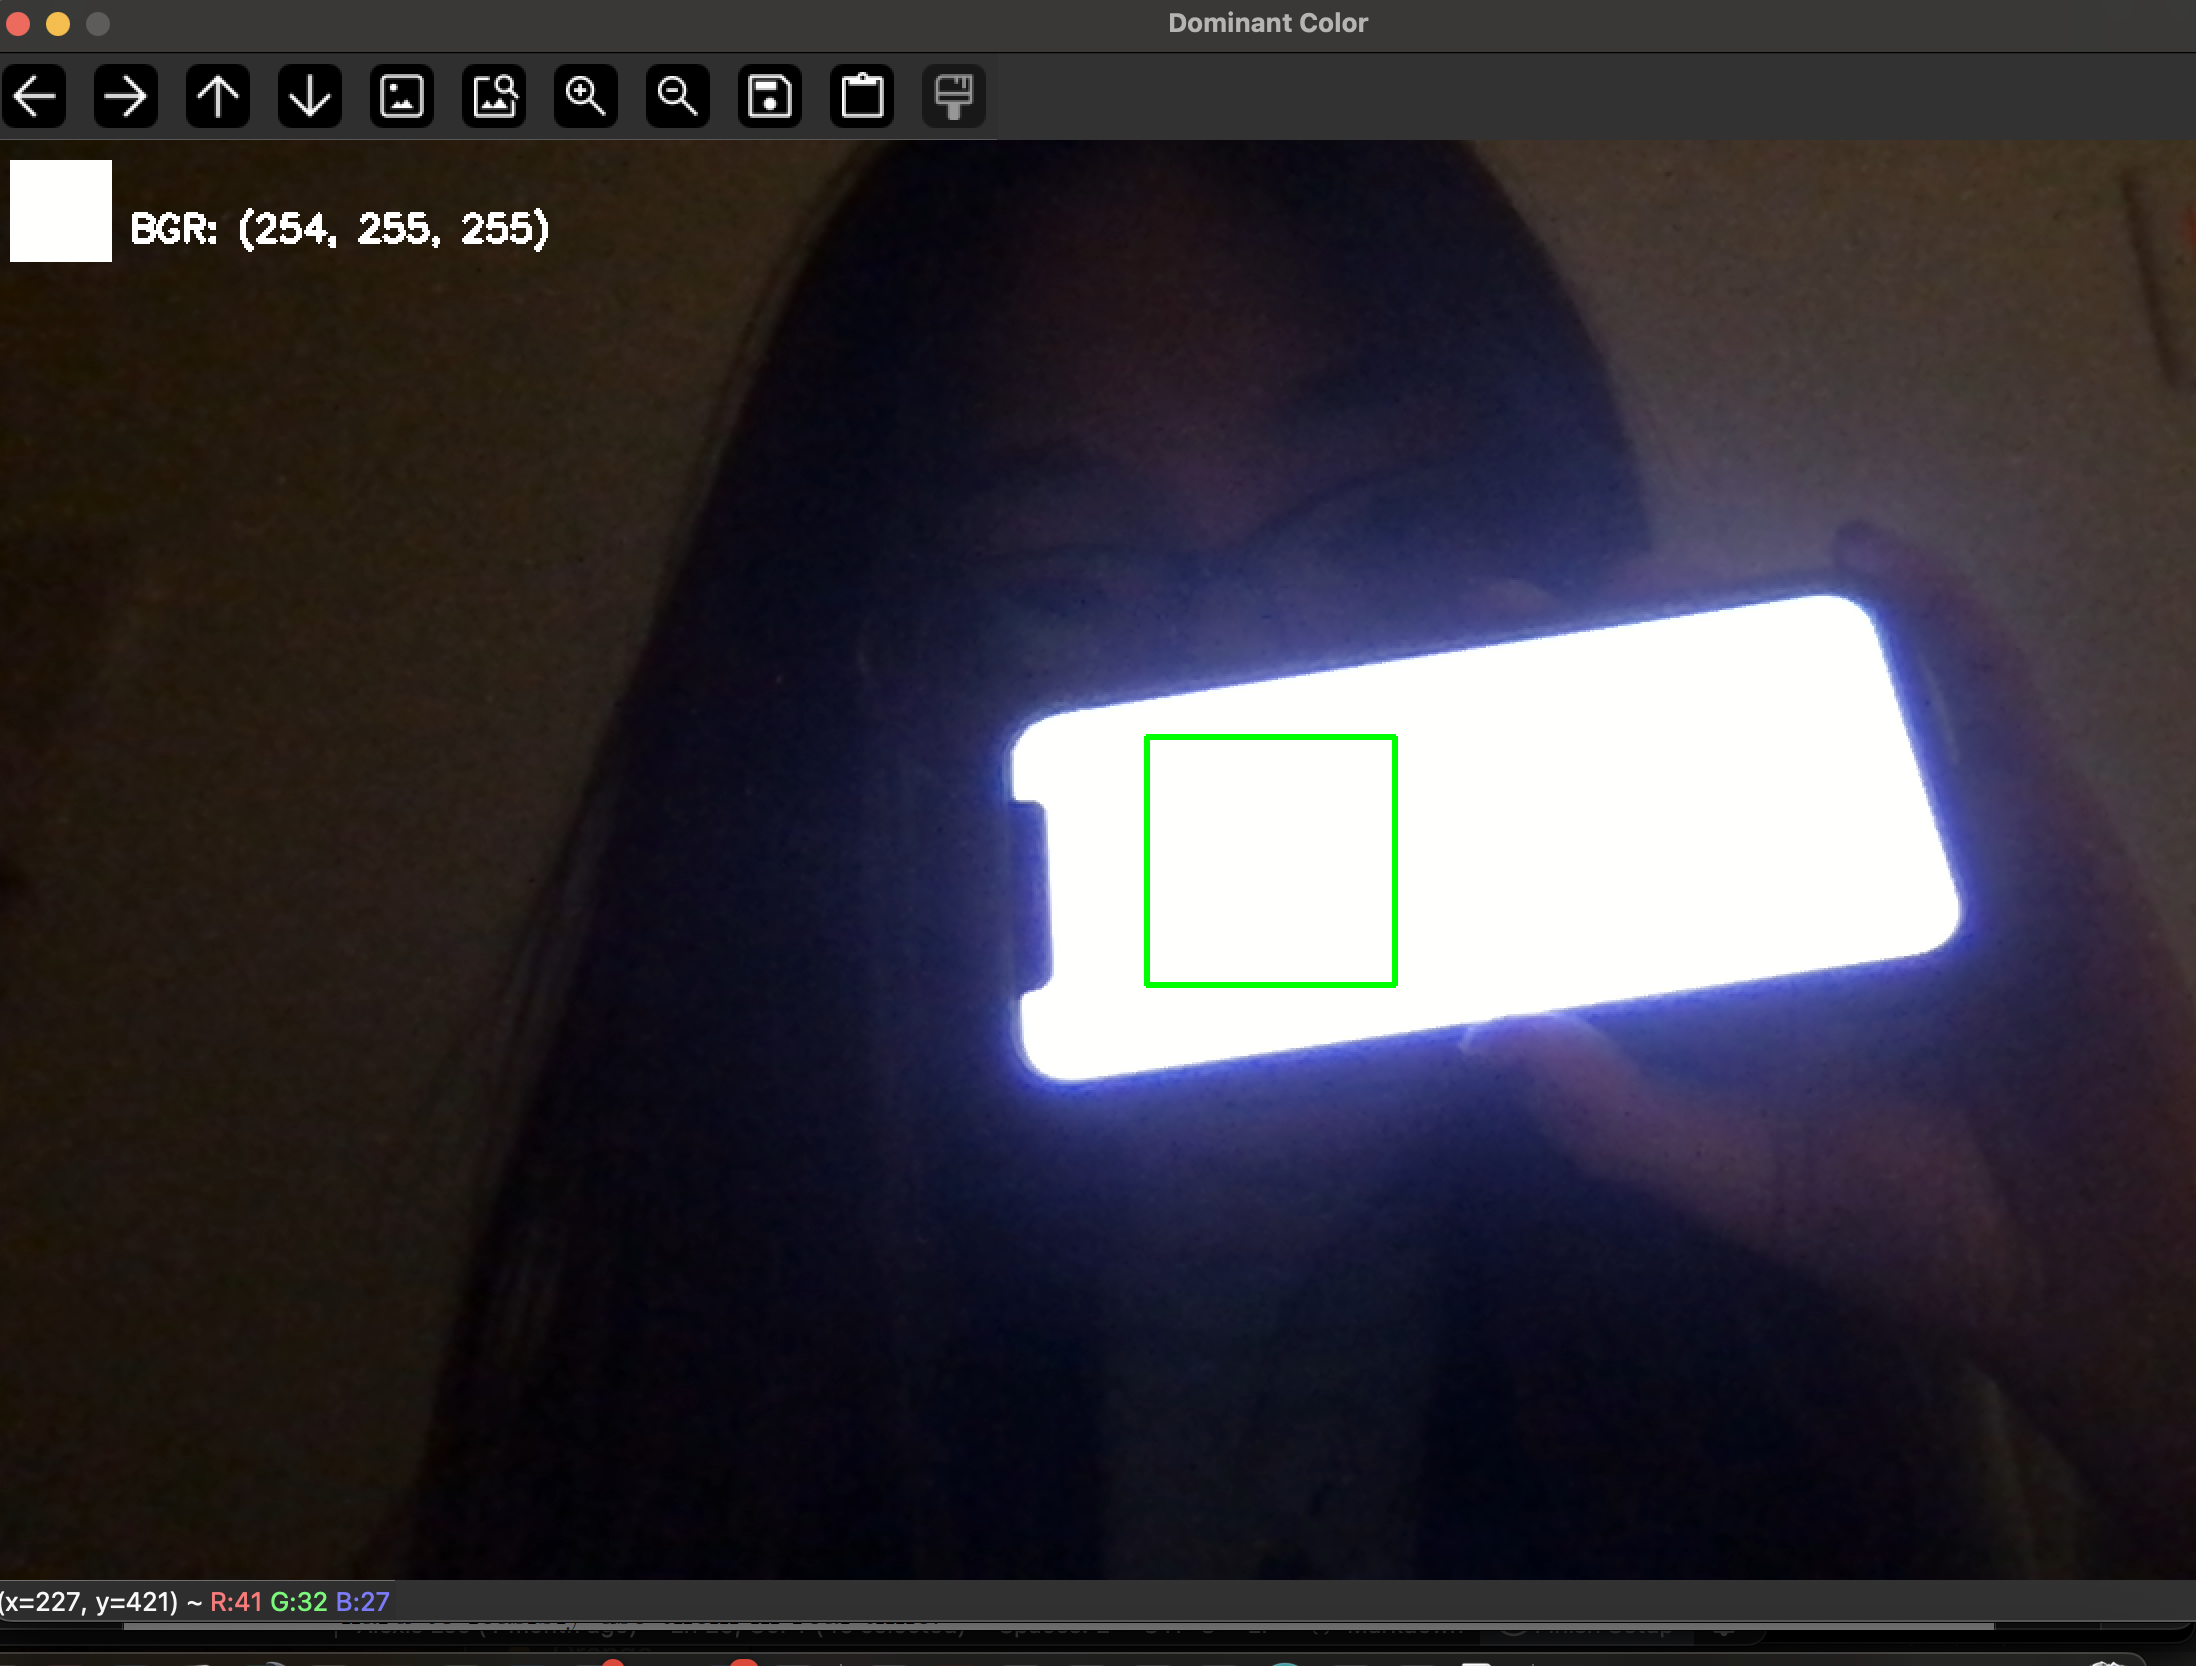 Dominant Color
BGR: (254, 255, 255)
(x=227, y=421) ~ R:41 G:32 B:27